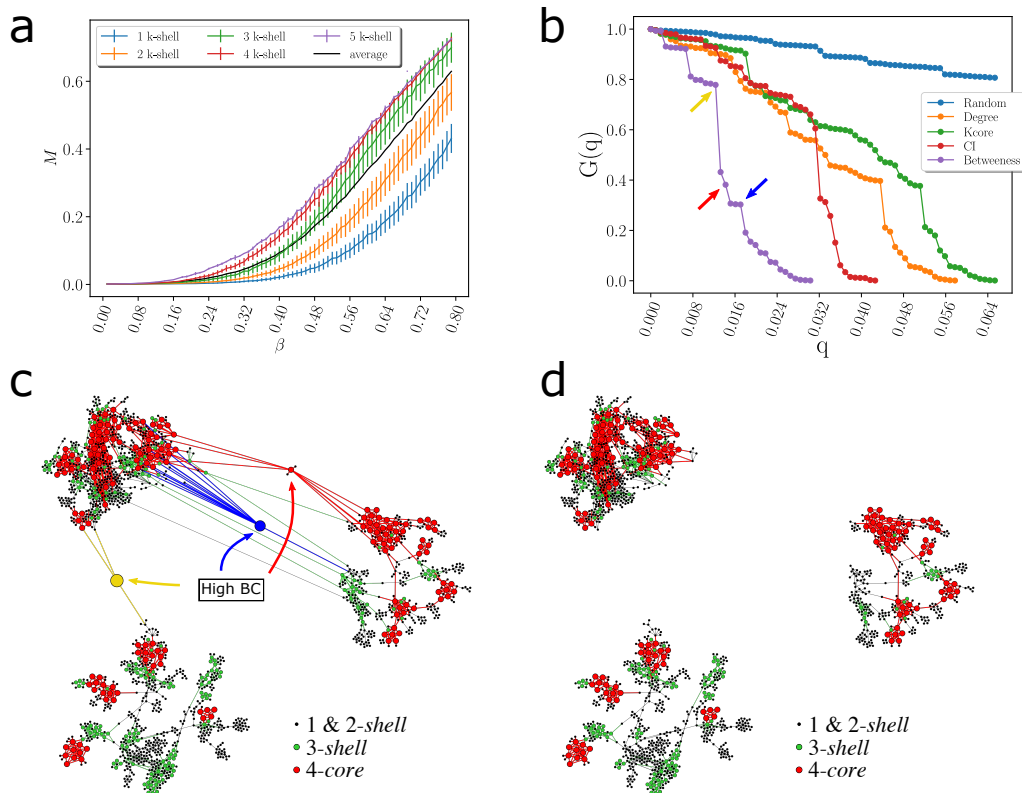 a
1 k-shell 3 k-shell 5 k-shell
2 k-shell 4 k-shell average
0.6
0.4
0.2
0.0
M
0.00 0.08 0.16 0.24 0.32 0.40 0.48 0.56 0.64 0.72 0.80
β
b
1.0
0.8
0.6
0.4
0.2
0.0
G(q)
Random
Degree
Kcore
CI
Betweeness
0.000 0.008 0.016 0.024 0.032 0.040 0.048 0.056 0.064
q
c
High BC
1 & 2-shell
3-shell
4-core
d
1 & 2-shell
3-shell
4-core